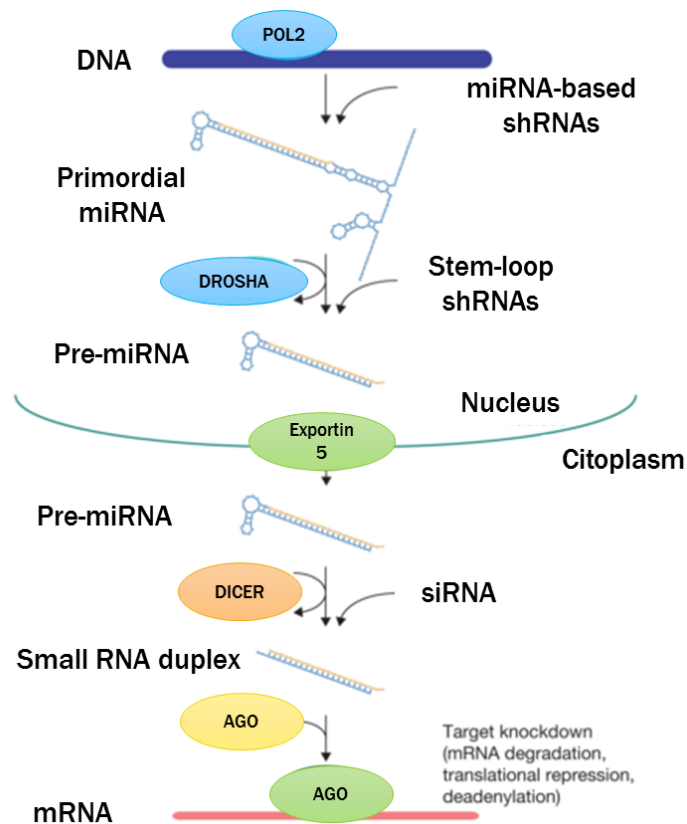 POL2
DNA
miRNA-based
shRNAs
Primordial
miRNA
DROSHA
Stem-loop
shRNAs
Pre-miRNA
Nucleus
Exportin
5
Citoplasm
Pre-miRNA
DICER
siRNA
Small RNA duplex
AGO
Target knockdown
(mRNA degradation,
translational repression,
deadenylation)
AGO
mRNA